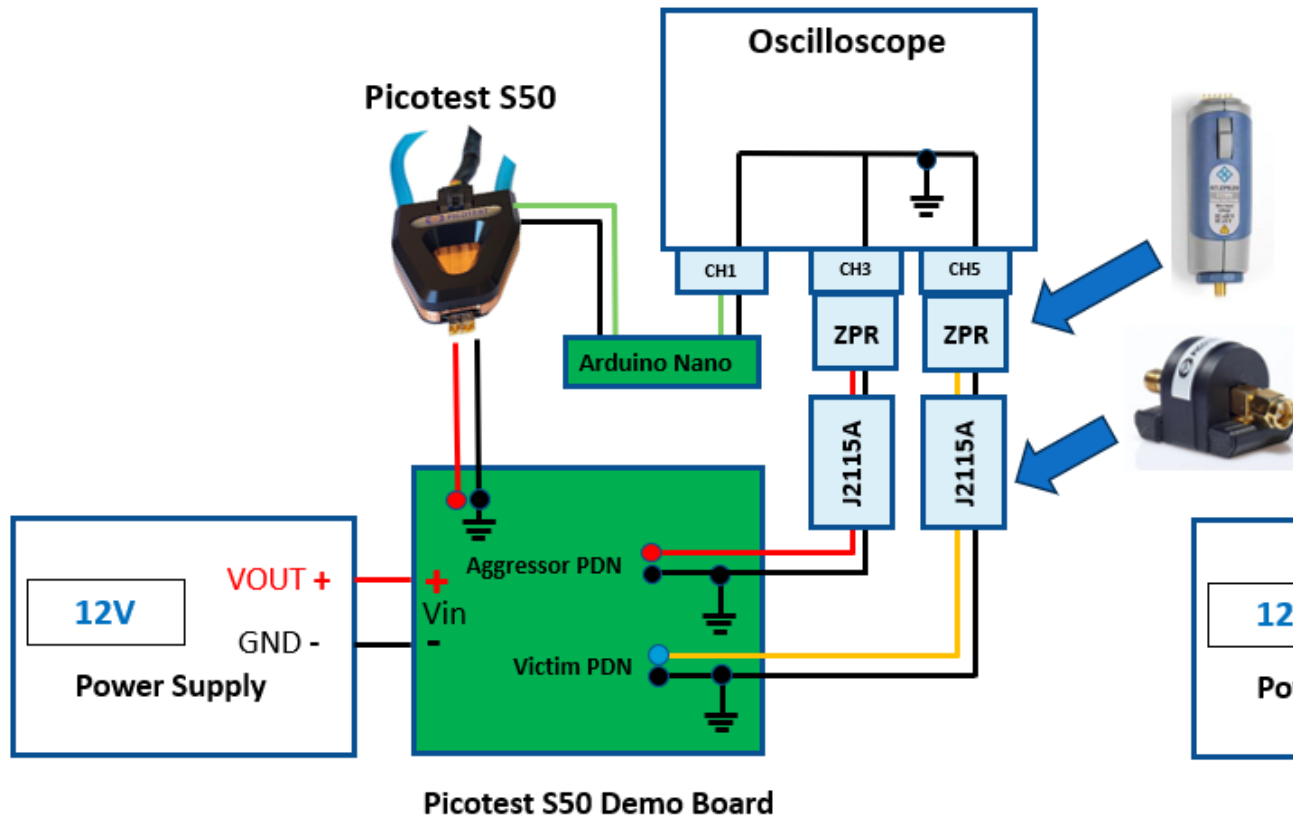 Oscilloscope
Picotest S50
CH1
CH3
CH5
ZPR
ZPR
Arduino Nano
J2115A
J2115A
Aggressor PDN
VOUT +
+
12V
Vin
12
GND -
-
Victim PDN
Power Supply
Po
Picotest S50 Demo Board